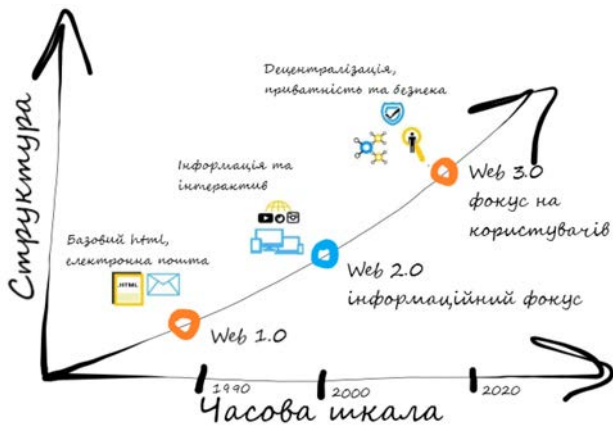 Структура
Децентралізація,
приватність та безпека
Інформація та
інтерактив
Базовий html,
електронна пошта
.HTML
Web 3.0
фокус на
користувачів
Web 2.0
інформаційний фокус
Web 1.0
1990
2000
2020
Часова шкала